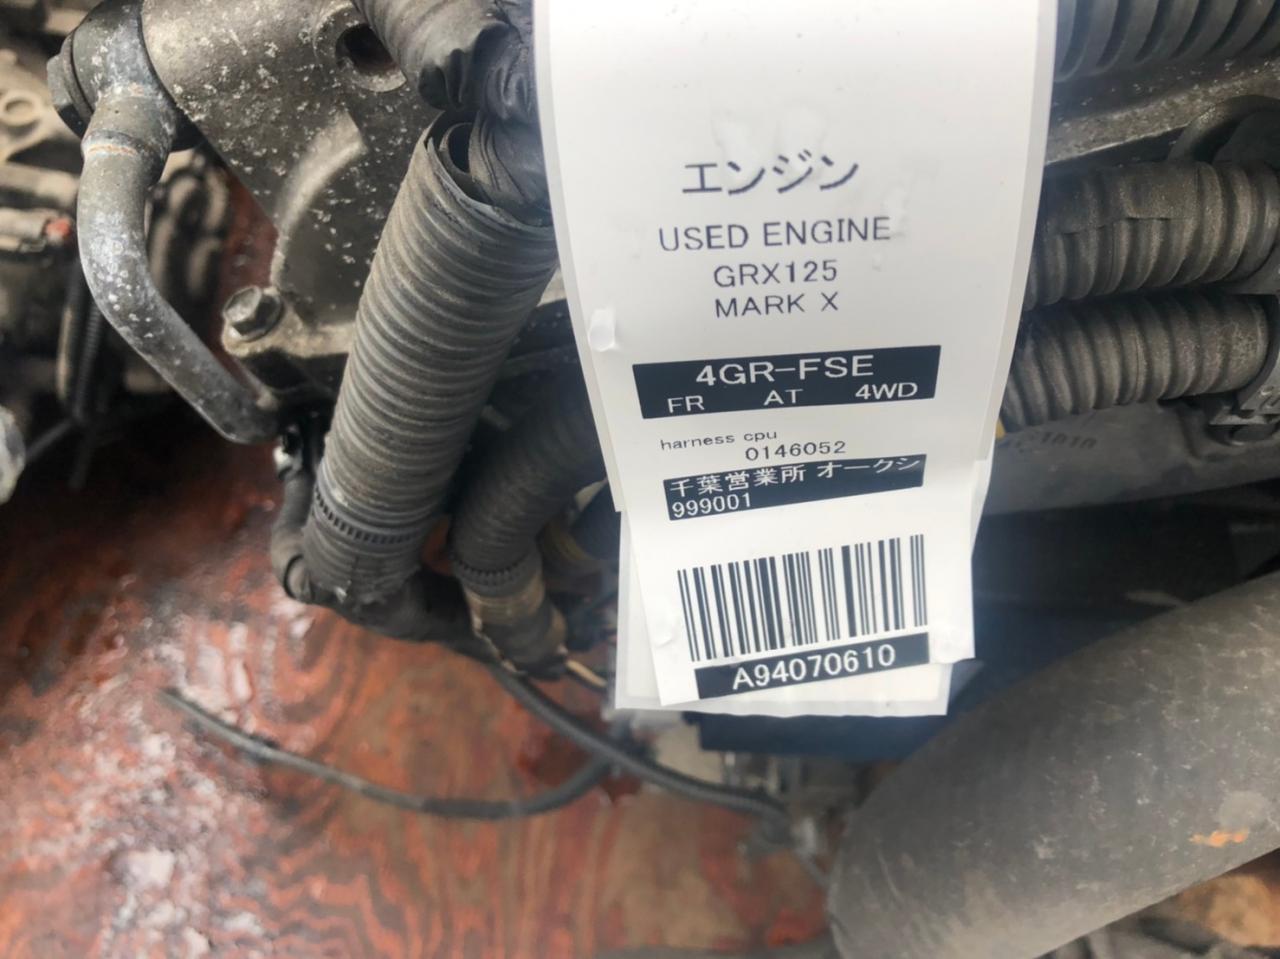 エンジン
USED ENGINE
GRX125
MARK X
4GR-FSE
FR AT 4WD
harness cpu
0146052
千葉営業所 オークシ
999001
A94070610